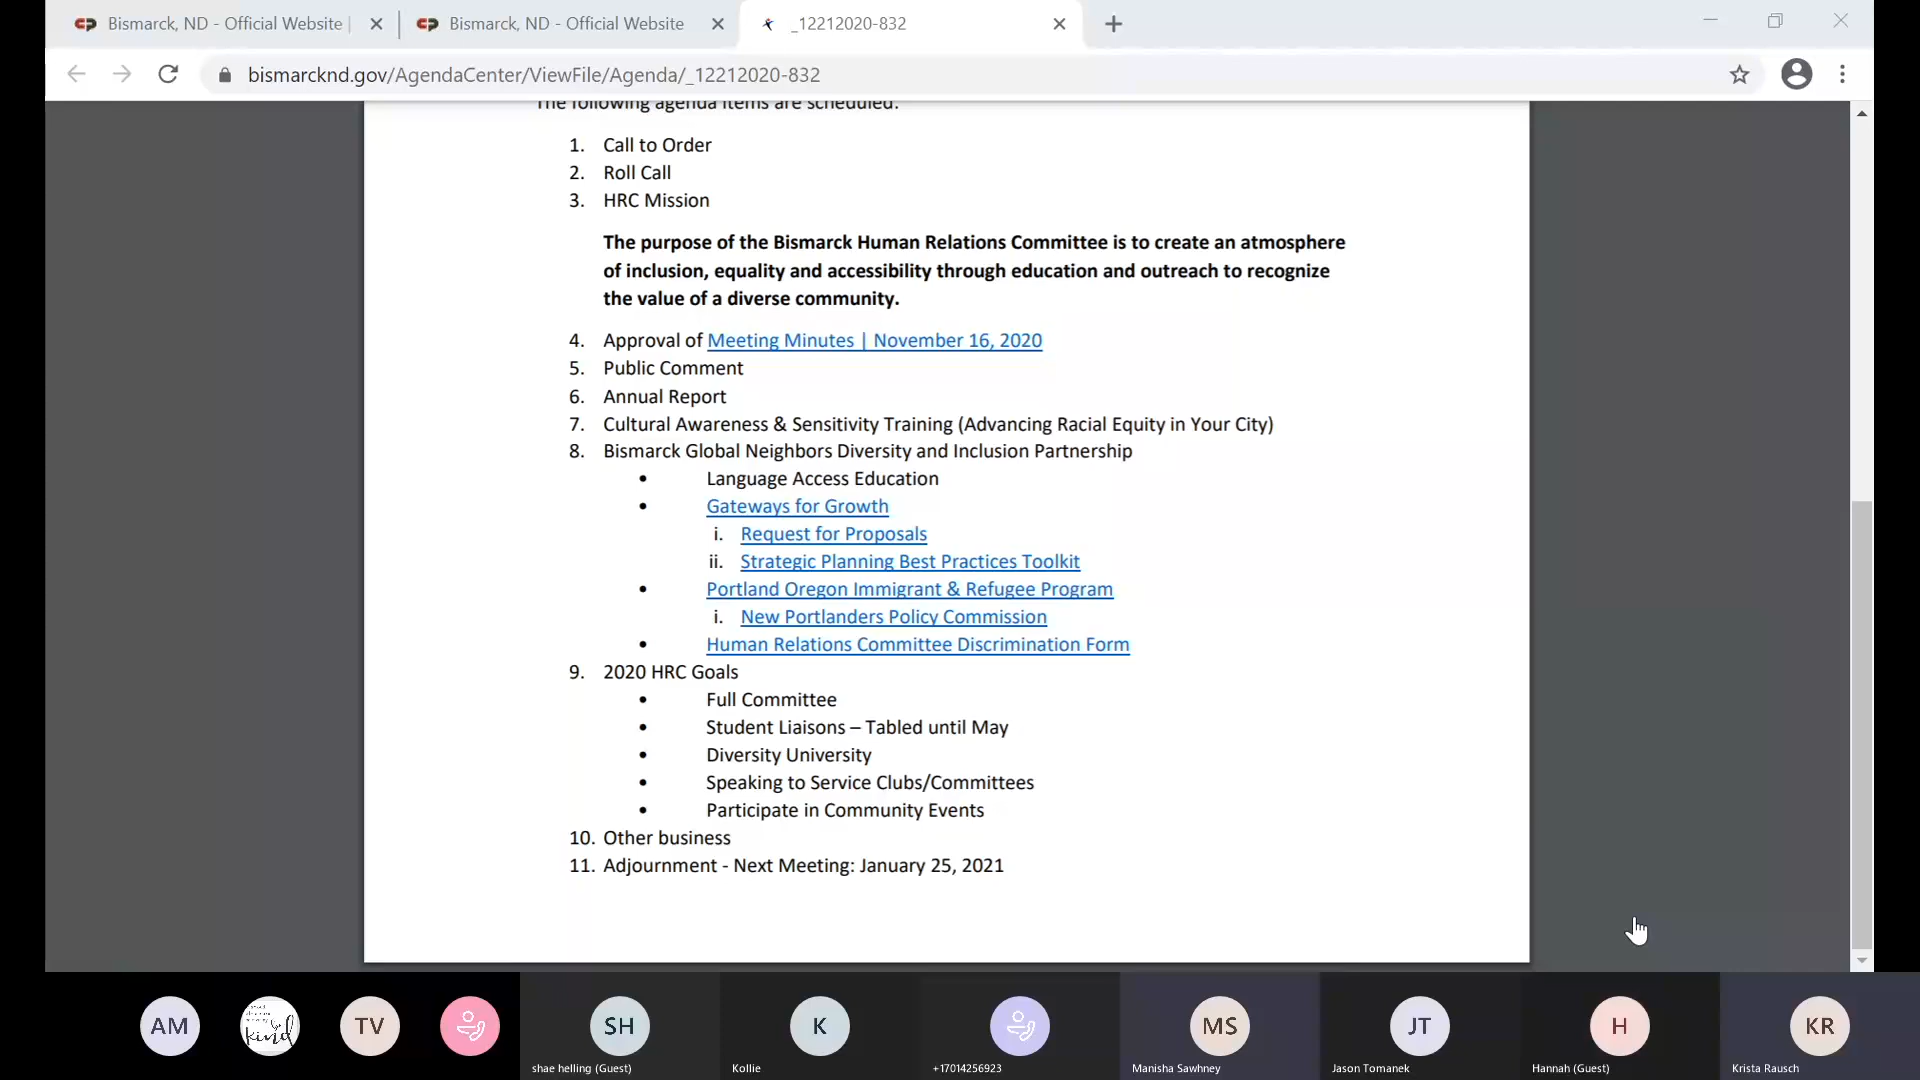 Bismarck, ND - Official Website |
Bismarck, ND - Official Website
_12212020-832
bismarcknd.gov/AgendaCenter/ViewFile/Agenda/_12212020-832
The following agenda items are scheduled:
1. Call to Order
2. Roll Call
3. HRC Mission
The purpose of the Bismarck Human Relations Committee is to create an atmosphere
of inclusion, equality and accessibility through education and outreach to recognize
the value of a diverse community.
4. Approval of Meeting Minutes | November 16, 2020
5. Public Comment
6. Annual Report
7. Cultural Awareness & Sensitivity Training (Advancing Racial Equity in Your City)
8. Bismarck Global Neighbors Diversity and Inclusion Partnership
• Language Access Education
• Gateways for Growth
i. Request for Proposals
ii. Strategic Planning Best Practices Toolkit
• Portland Oregon Immigrant & Refugee Program
i. New Portlanders Policy Commission
• Human Relations Committee Discrimination Form
9. 2020 HRC Goals
• Full Committee
• Student Liaisons – Tabled until May
• Diversity University
• Speaking to Service Clubs/Committees
• Participate in Community Events
10. Other business
11. Adjournment - Next Meeting: January 25, 2021
AM
kind
TV
SH
K
MS
JT
H
KR
shae helling (Guest)
Kollie
+17014256923
Manisha Sawhney
Jason Tomanek
Hannah (Guest)
Krista Rausch